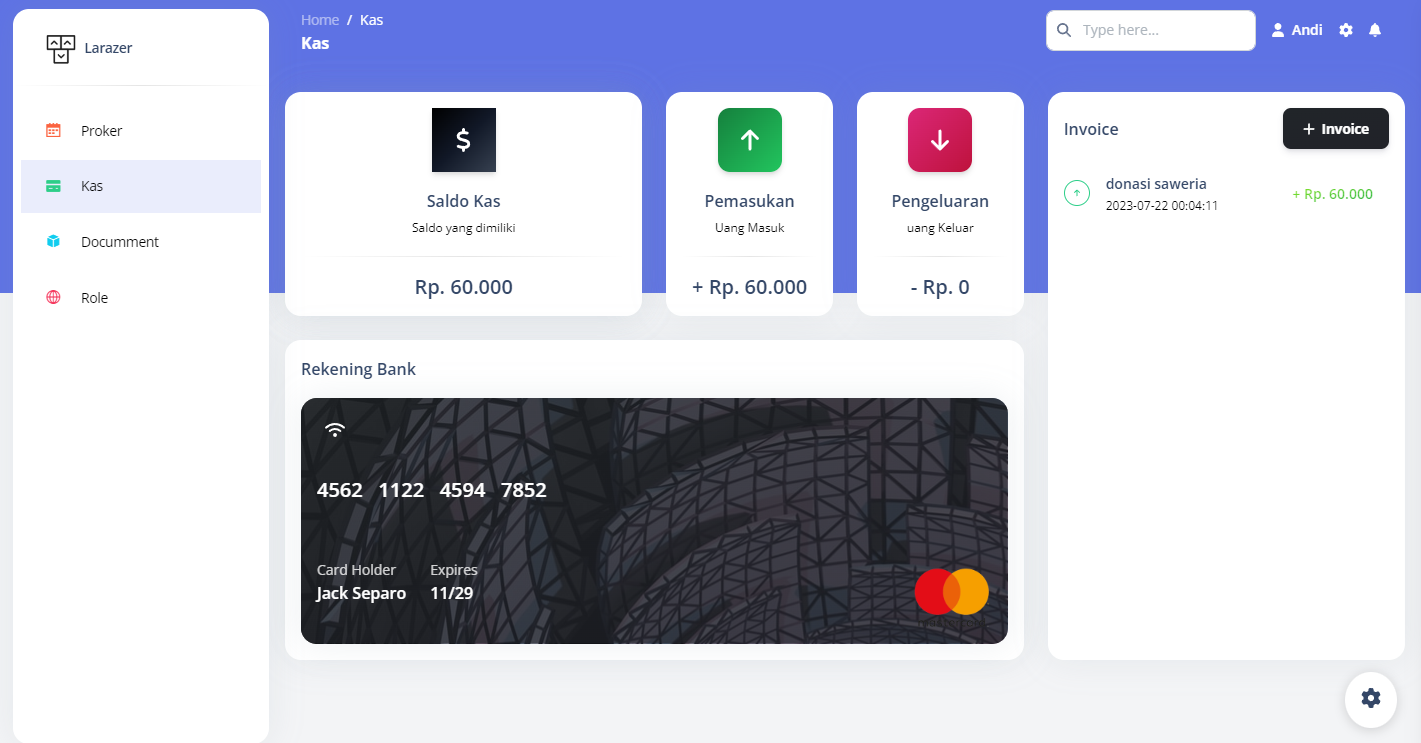 Larazer
Proker
Kas
Documment
Role
Home / Kas
Kas
Type here...
Andi
Saldo Kas
Saldo yang dimiliki
Rp. 60.000
Pemasukan
Uang Masuk
+ Rp. 60.000
Pengeluaran
uang Keluar
- Rp. 0
Invoice
+ Invoice
donasi saweria
2023-07-22 00:04:11
+ Rp. 60.000
Rekening Bank
4562 1122 4594 7852
Card Holder
Expires
Jack Separo
11/29